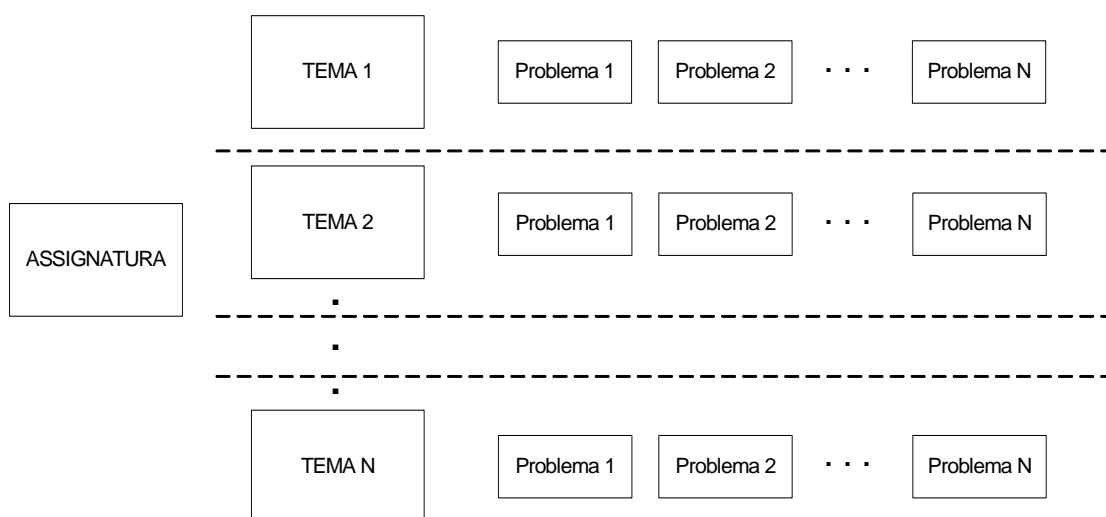 TEMA 1
Problema 1
Problema 2
. . .
Problema N
TEMA 2
Problema 1
Problema 2
. . .
Problema N
ASSIGNATURA
.
.
.
TEMA N
Problema 1
Problema 2
. . .
Problema N